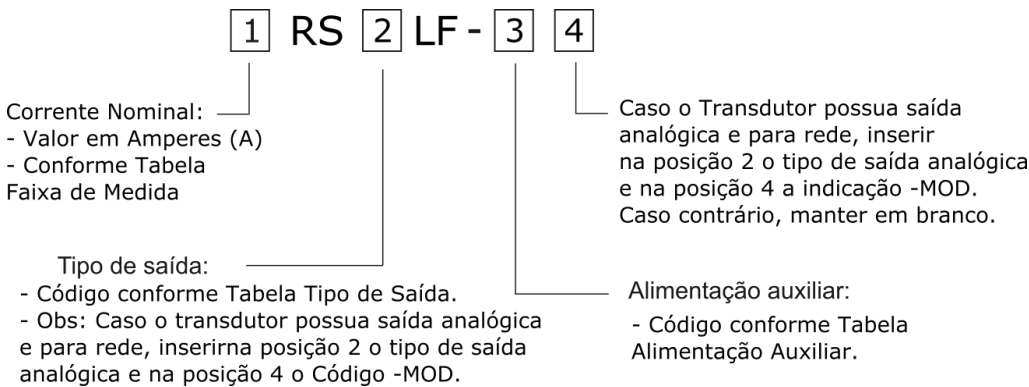 1 RS 2 LF - 3 4
Corrente Nominal:
- Valor em Amperes (A)
- Conforme Tabela
Faixa de Medida
Caso o Transdutor possua saída
analógica e para rede, inserir
na posição 2 o tipo de saída analógica
e na posição 4 a indicação -MOD.
Caso contrário, manter em branco.
Tipo de saída:
- Código conforme Tabela Tipo de Saída.
- Obs: Caso o transdutor possua saída analógica
e para rede, inserirna posição 2 o tipo de saída
analógica e na posição 4 o Código -MOD.
Alimentação auxiliar:
- Código conforme Tabela
Alimentação Auxiliar.